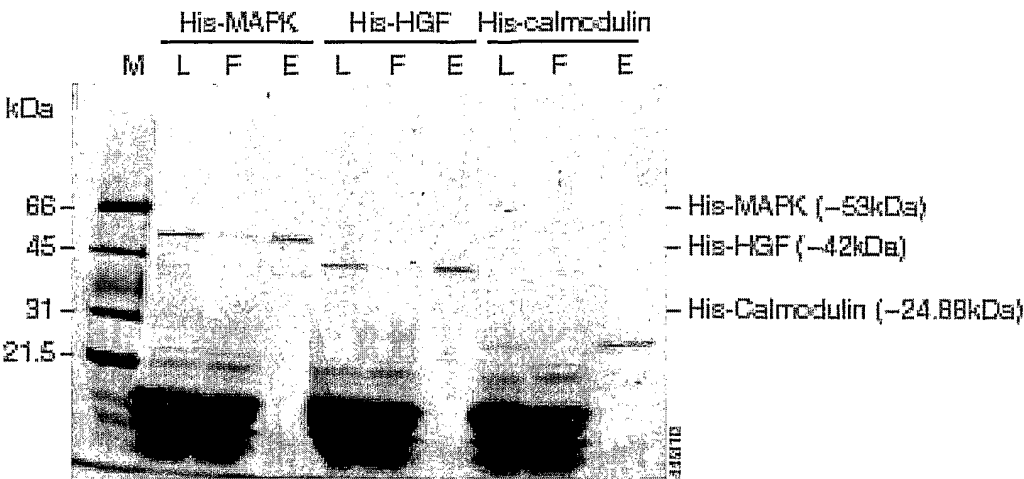 His-MAPK His-HGF His-calmodulin
M L F E L F E L F E
kDa
66 – – His-MAPK (~53kDa)
45 – – His-HGF (~42kDa)
31 – – His-Calmodulin (~24.88kDa)
21.5 –